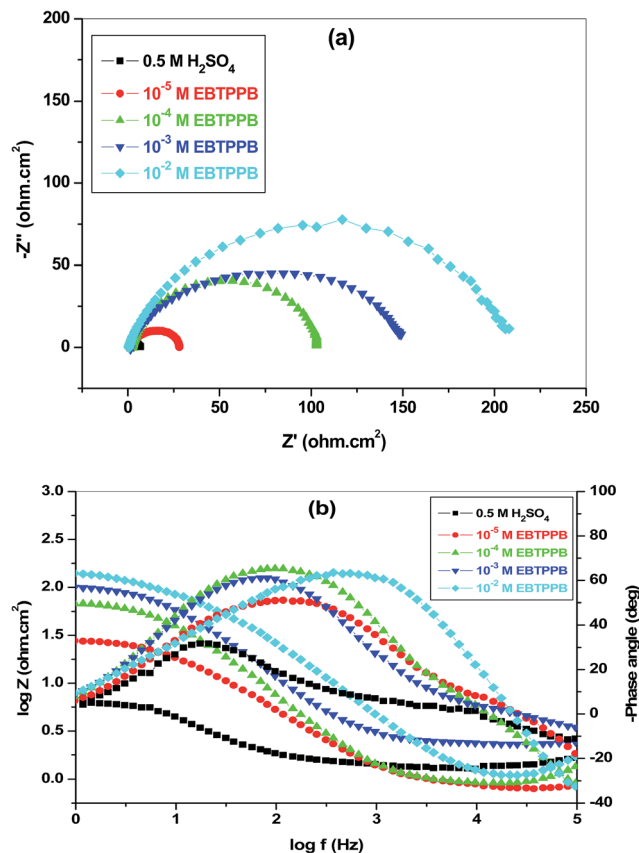 (a)
0.5 M H₂SO₄
10⁻⁵ M EBTPPB
10⁻⁴ M EBTPPB
10⁻³ M EBTPPB
10⁻² M EBTPPB
-Z'' (ohm.cm²)
200
150
100
50
0
0 50 100 150 200 250
Z' (ohm.cm²)
(b)
0.5 M H₂SO₄
10⁻⁵ M EBTPPB
10⁻⁴ M EBTPPB
10⁻³ M EBTPPB
10⁻² M EBTPPB
log Z (ohm.cm²)
3.0
2.5
2.0
1.5
1.0
0.5
0.0
-Phase angle (deg)
100
80
60
40
20
0
-20
-30
-40
0 1 2 3 4 5
log f (Hz)